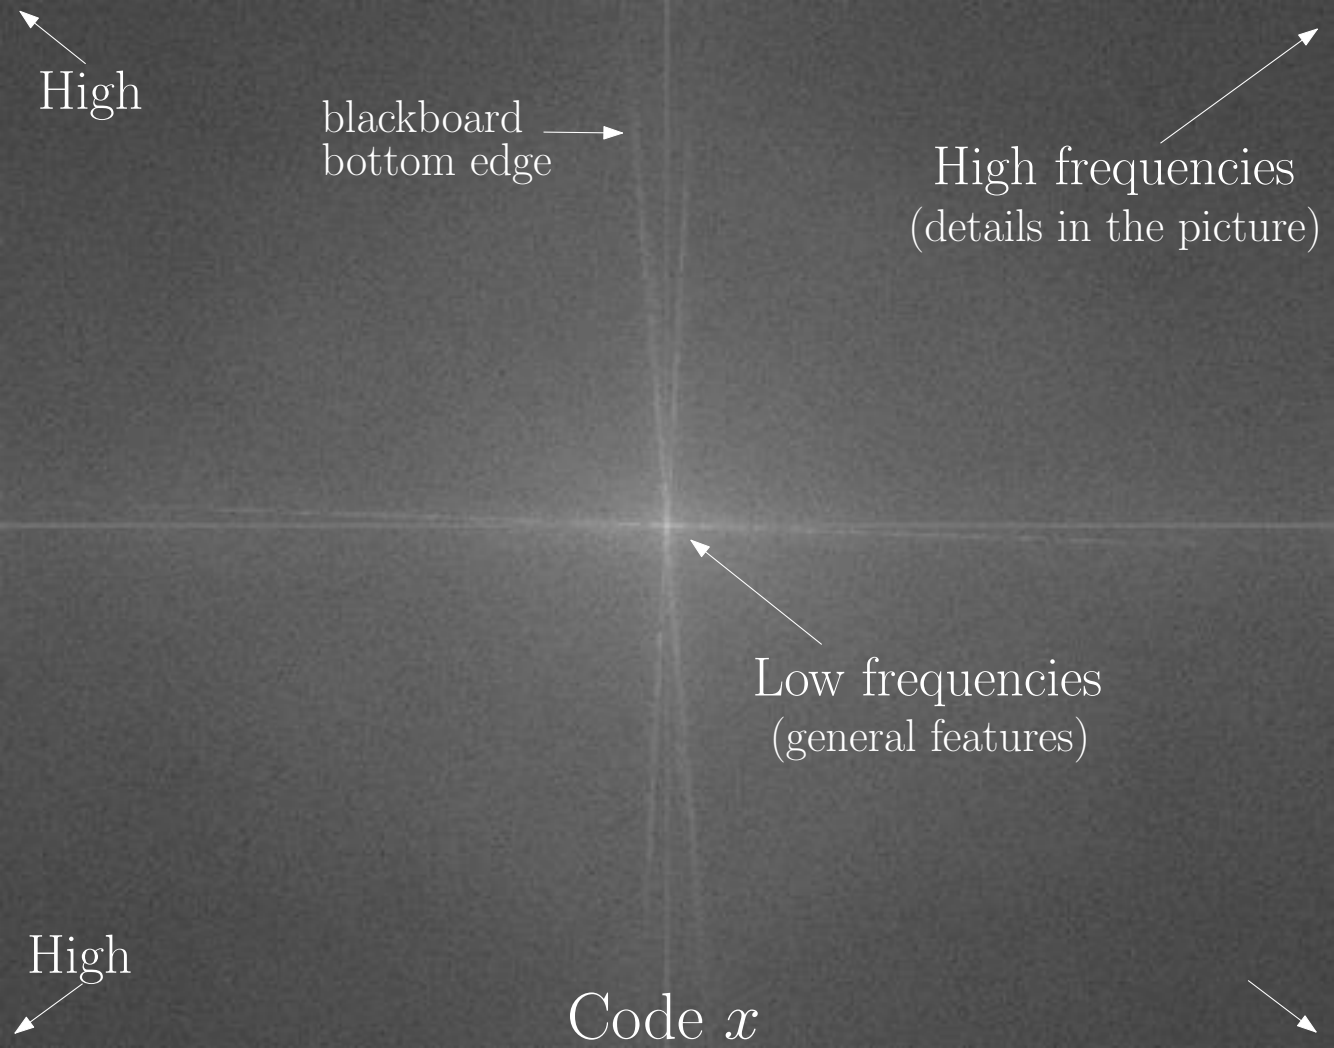 High
blackboard
bottom edge
High frequencies
(details in the picture)
Low frequencies
(general features)
High
Code x